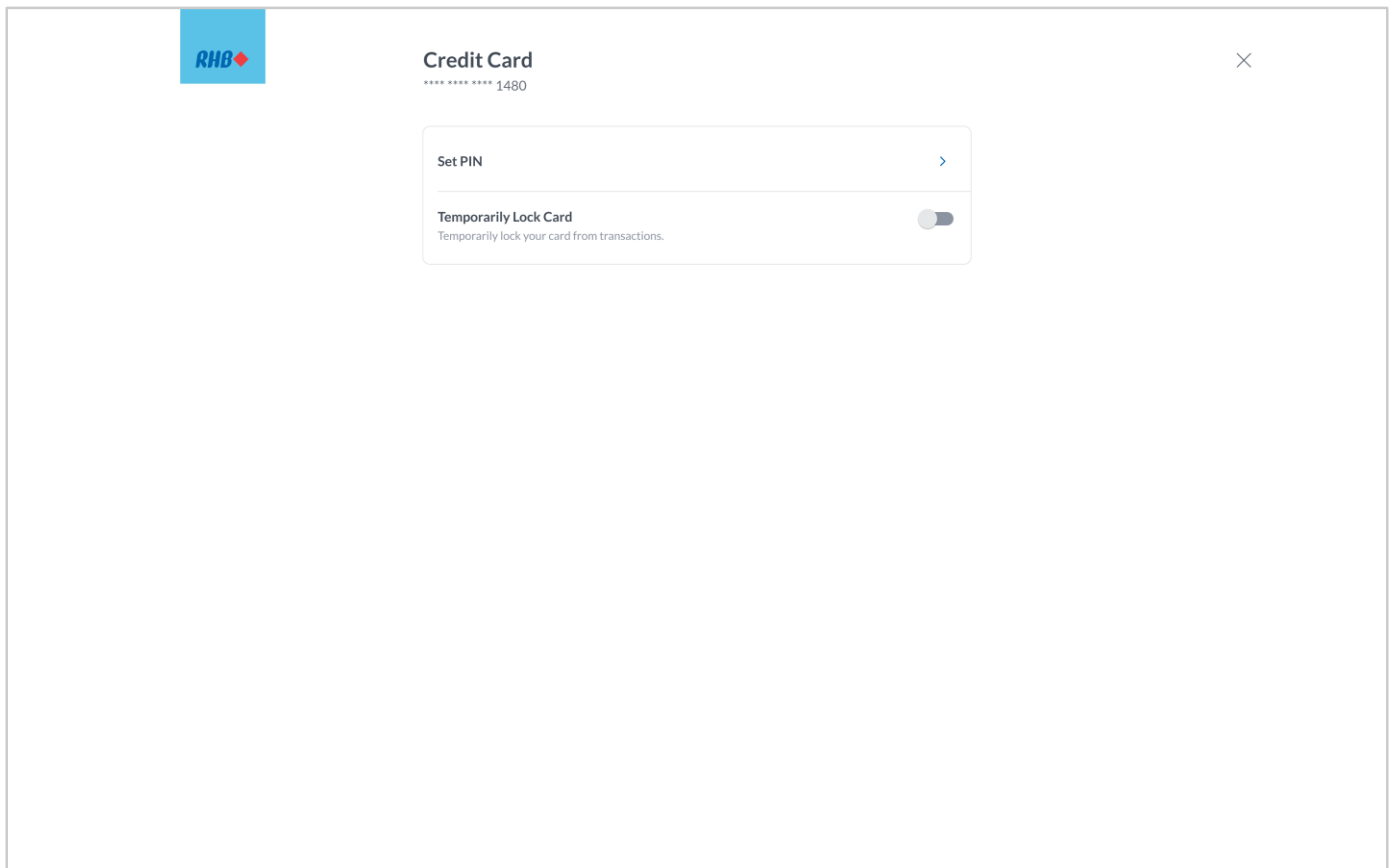 RHB
Credit Card
**** **** **** 1480
Set PIN
Temporarily Lock Card
Temporarily lock your card from transactions.